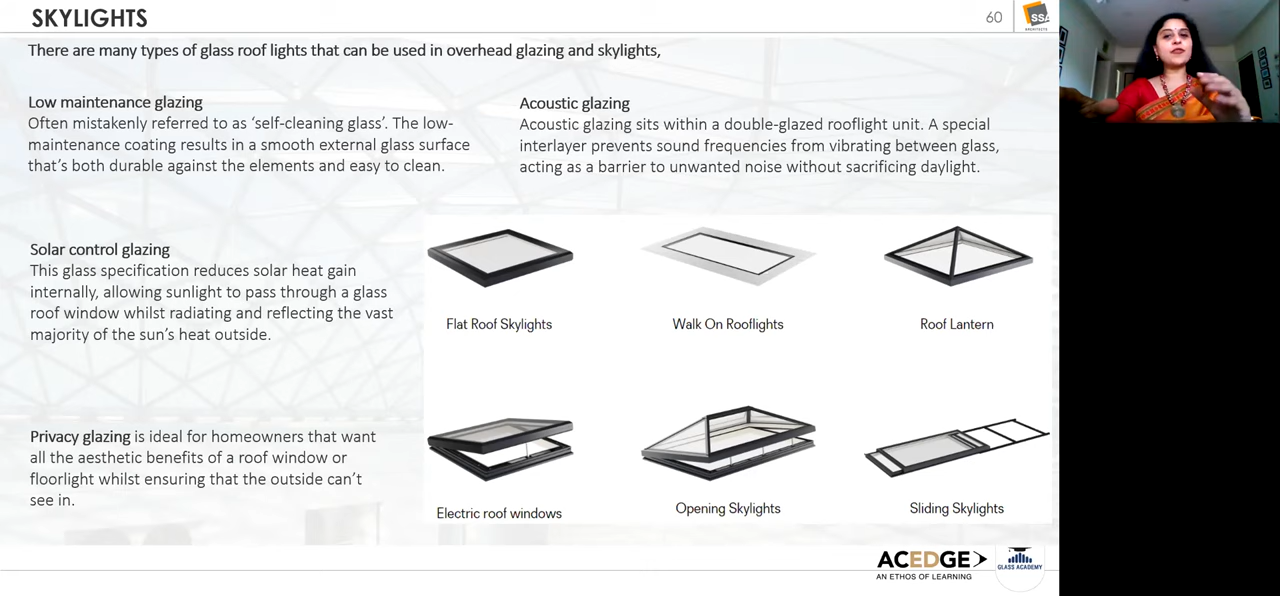 SKYLIGHTS
60
SSA
ARCHITECTS
There are many types of glass roof lights that can be used in overhead glazing and skylights,
Low maintenance glazing
Often mistakenly referred to as ‘self-cleaning glass’. The low-
maintenance coating results in a smooth external glass surface
that’s both durable against the elements and easy to clean.
Acoustic glazing
Acoustic glazing sits within a double-glazed rooflight unit. A special
interlayer prevents sound frequencies from vibrating between glass,
acting as a barrier to unwanted noise without sacrificing daylight.
Solar control glazing
This glass specification reduces solar heat gain
internally, allowing sunlight to pass through a glass
roof window whilst radiating and reflecting the vast
majority of the sun’s heat outside.
Flat Roof Skylights
Walk On Rooflights
Roof Lantern
Privacy glazing is ideal for homeowners that want
all the aesthetic benefits of a roof window or
floorlight whilst ensuring that the outside can’t
see in.
Electric roof windows
Opening Skylights
Sliding Skylights
ACEDGE
AN ETHOS OF LEARNING
GLASS ACADEMY